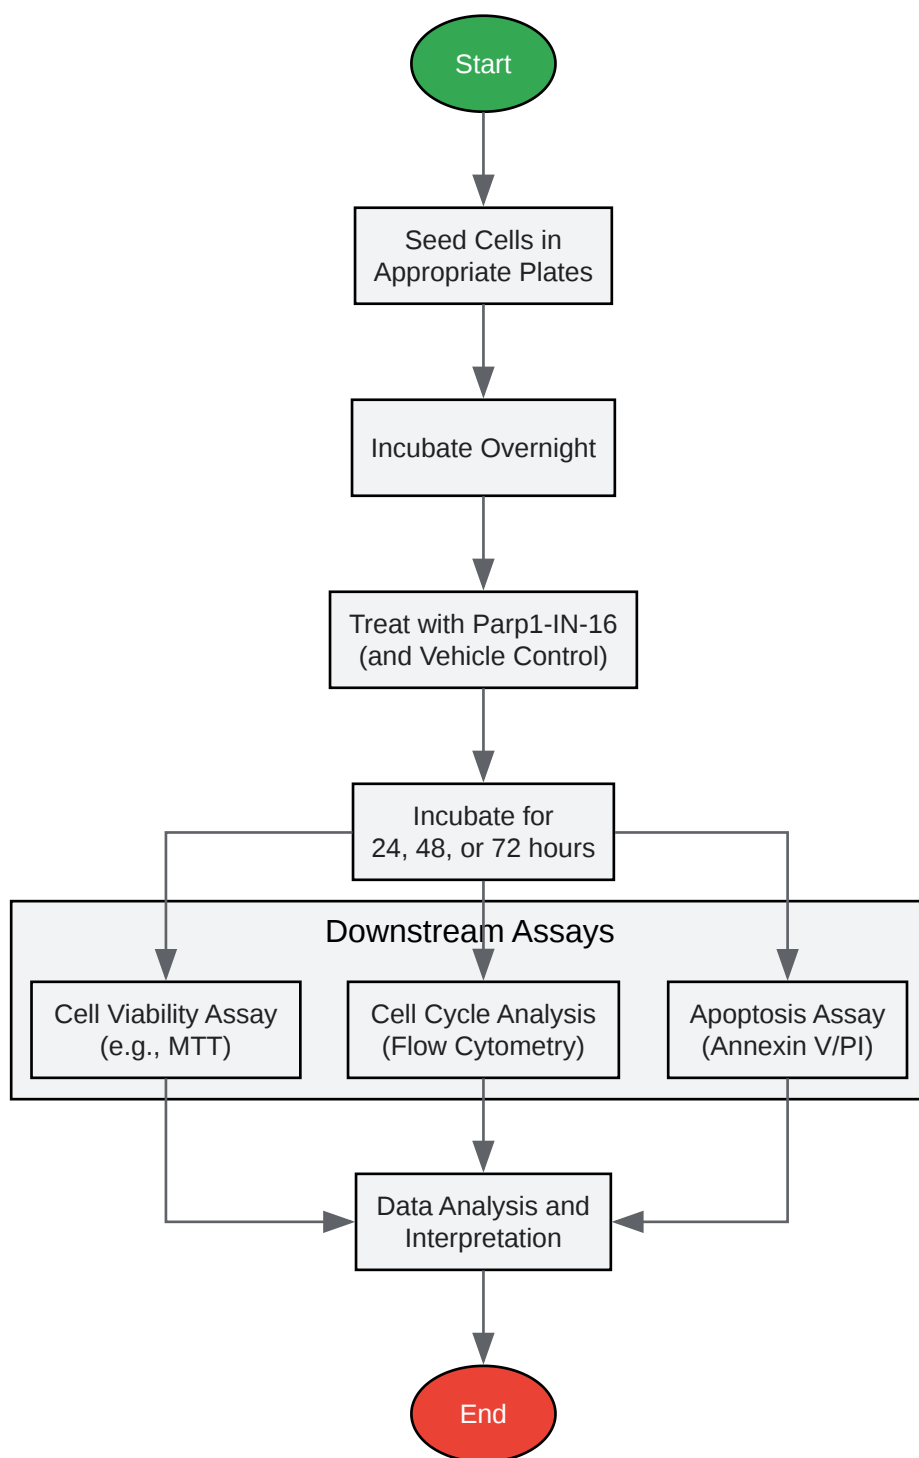 Start
Seed Cells in
Appropriate Plates
Incubate Overnight
Treat with Parp1-IN-16
(and Vehicle Control)
Incubate for
24, 48, or 72 hours
Downstream Assays
Cell Viability Assay
(e.g., MTT)
Cell Cycle Analysis
(Flow Cytometry)
Apoptosis Assay
(Annexin V/PI)
Data Analysis and
Interpretation
End